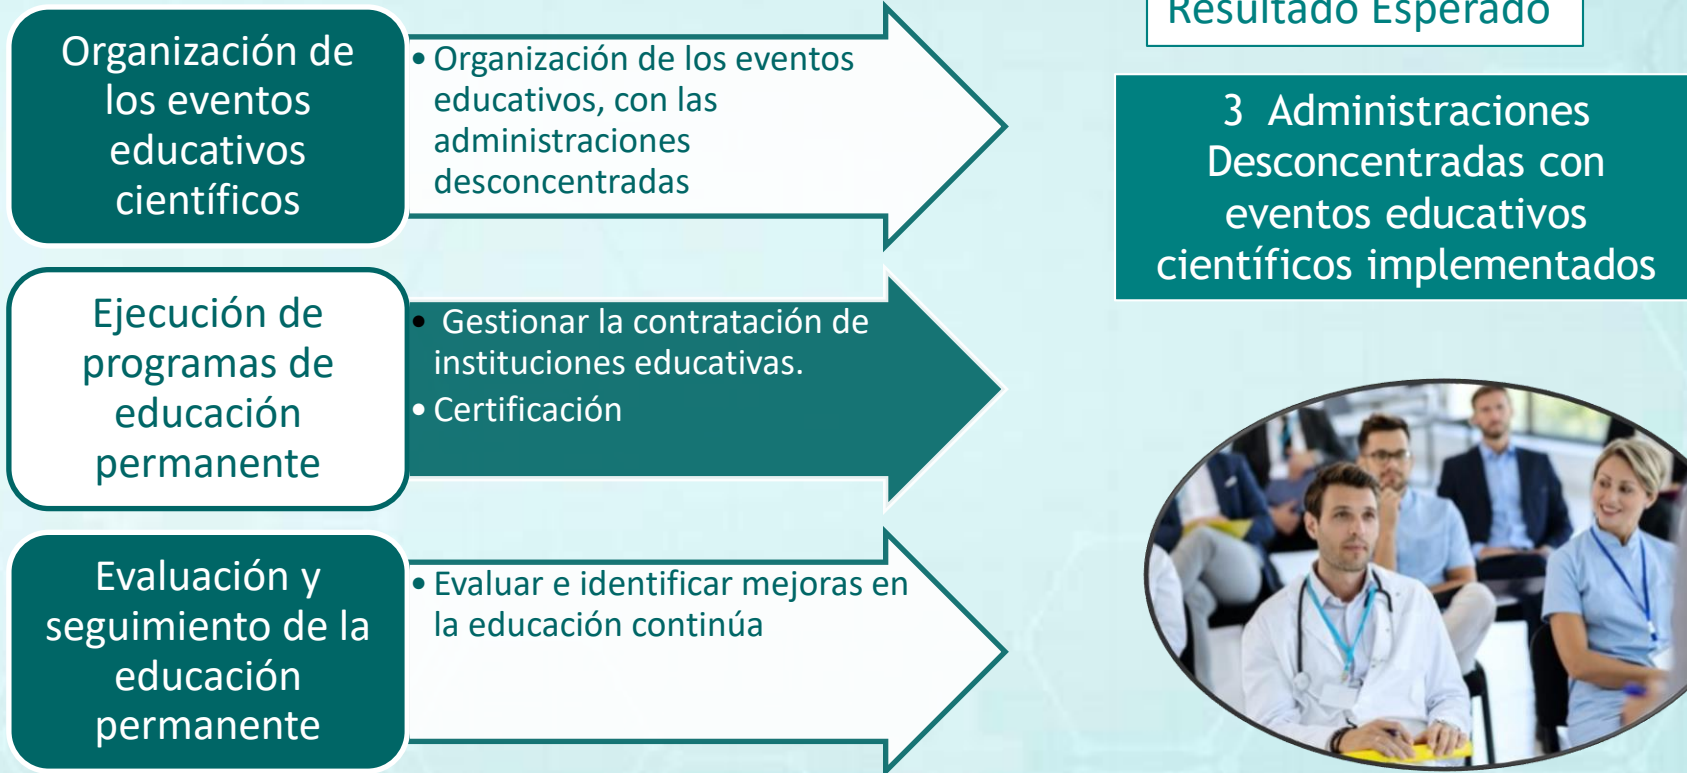 Organización de
los eventos
educativos
científicos
• Organización de los eventos
educativos, con las
administraciones
desconcentradas
Ejecución de
programas de
educación
permanente
• Gestionar la contratación de
instituciones educativas.
• Certificación
Evaluación y
seguimiento de la
educación
permanente
• Evaluar e identificar mejoras en
la educación continúa
Resultado Esperado
3 Administraciones
Desconcentradas con
eventos educativos
científicos implementados